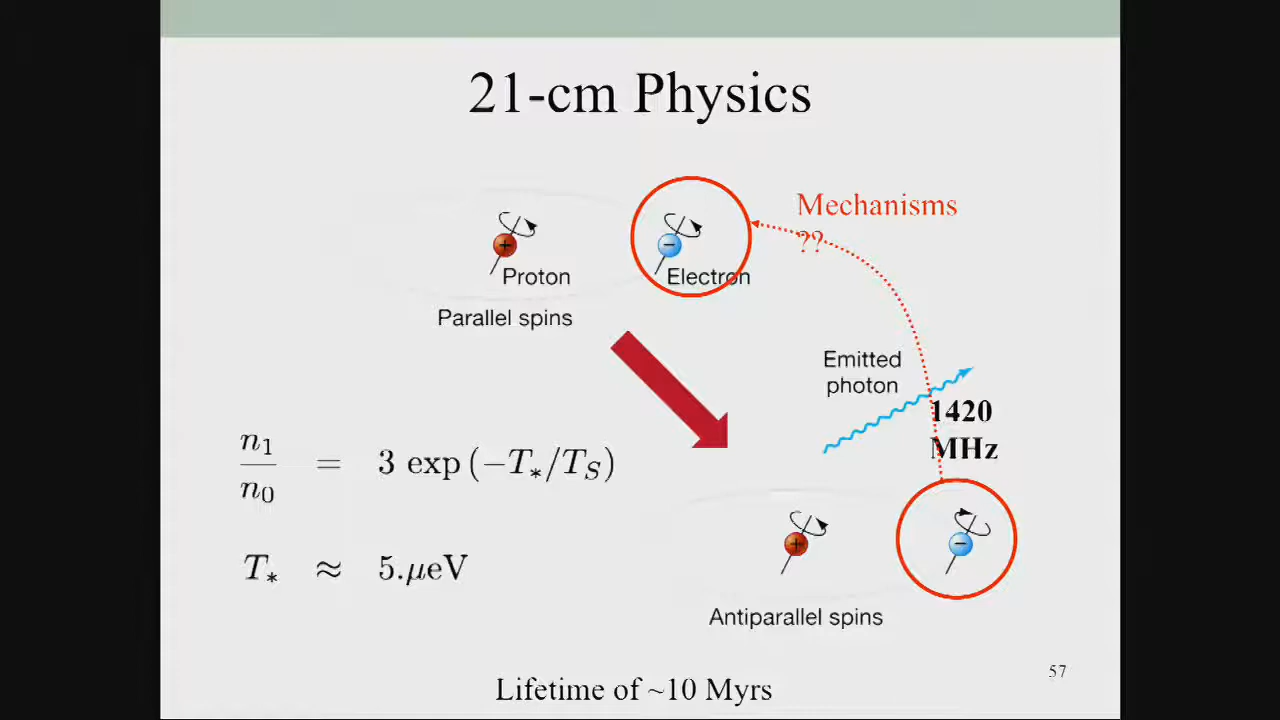 21-cm Physics
Mechanisms
??
+
−
Proton
Electron
Parallel spins
Emitted
photon
1420
MHz
n₁/n₀ = 3 exp (−T∗/T_S)
T∗ ≈ 5.μeV
+
−
Antiparallel spins
57
Lifetime of ~10 Myrs